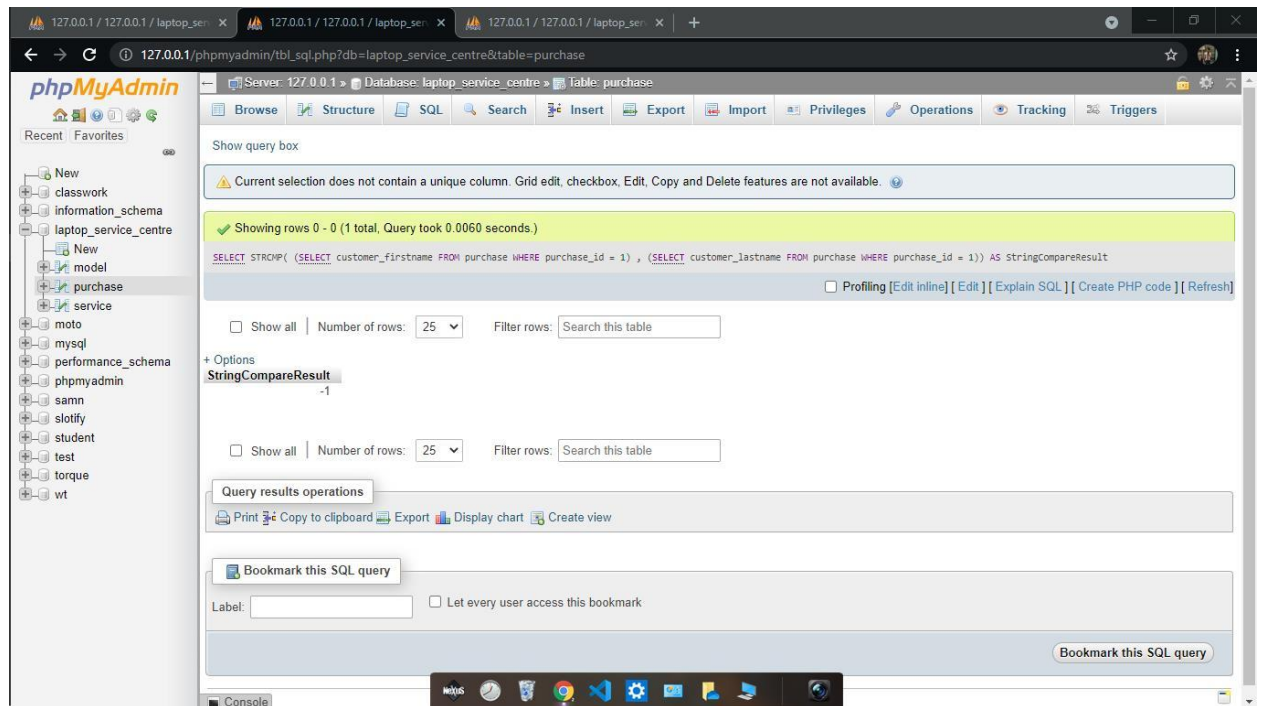 127.0.0.1 / 127.0.0.1 / laptop_ser
127.0.0.1 / 127.0.0.1 / laptop_ser
127.0.0.1 / 127.0.0.1 / laptop_ser
127.0.0.1/phpmyadmin/tbl_sql.php?db=laptop_service_centre&table=purchase
phpMyAdmin
Recent Favorites
New
classwork
information_schema
laptop_service_centre
New
model
purchase
service
moto
mysql
performance_schema
phpmyadmin
samn
slotify
student
test
torque
wt
Server: 127.0.0.1 » Database: laptop_service_centre » Table: purchase
Browse Structure SQL Search Insert Export Import Privileges Operations Tracking Triggers
Show query box
Current selection does not contain a unique column. Grid edit, checkbox, Edit, Copy and Delete features are not available.
Showing rows 0 - 0 (1 total, Query took 0.0060 seconds.)
SELECT STRCMP( (SELECT customer_firstname FROM purchase WHERE purchase_id = 1) , (SELECT customer_lastname FROM purchase WHERE purchase_id = 1)) AS StringCompareResult
Profiling [Edit inline] [ Edit ] [ Explain SQL ] [ Create PHP code ] [ Refresh]
Show all | Number of rows: 25 Filter rows: Search this table
+ Options
StringCompareResult
-1
Show all | Number of rows: 25 Filter rows: Search this table
Query results operations
Print Copy to clipboard Export Display chart Create view
Bookmark this SQL query
Label: Let every user access this bookmark
Bookmark this SQL query
Console